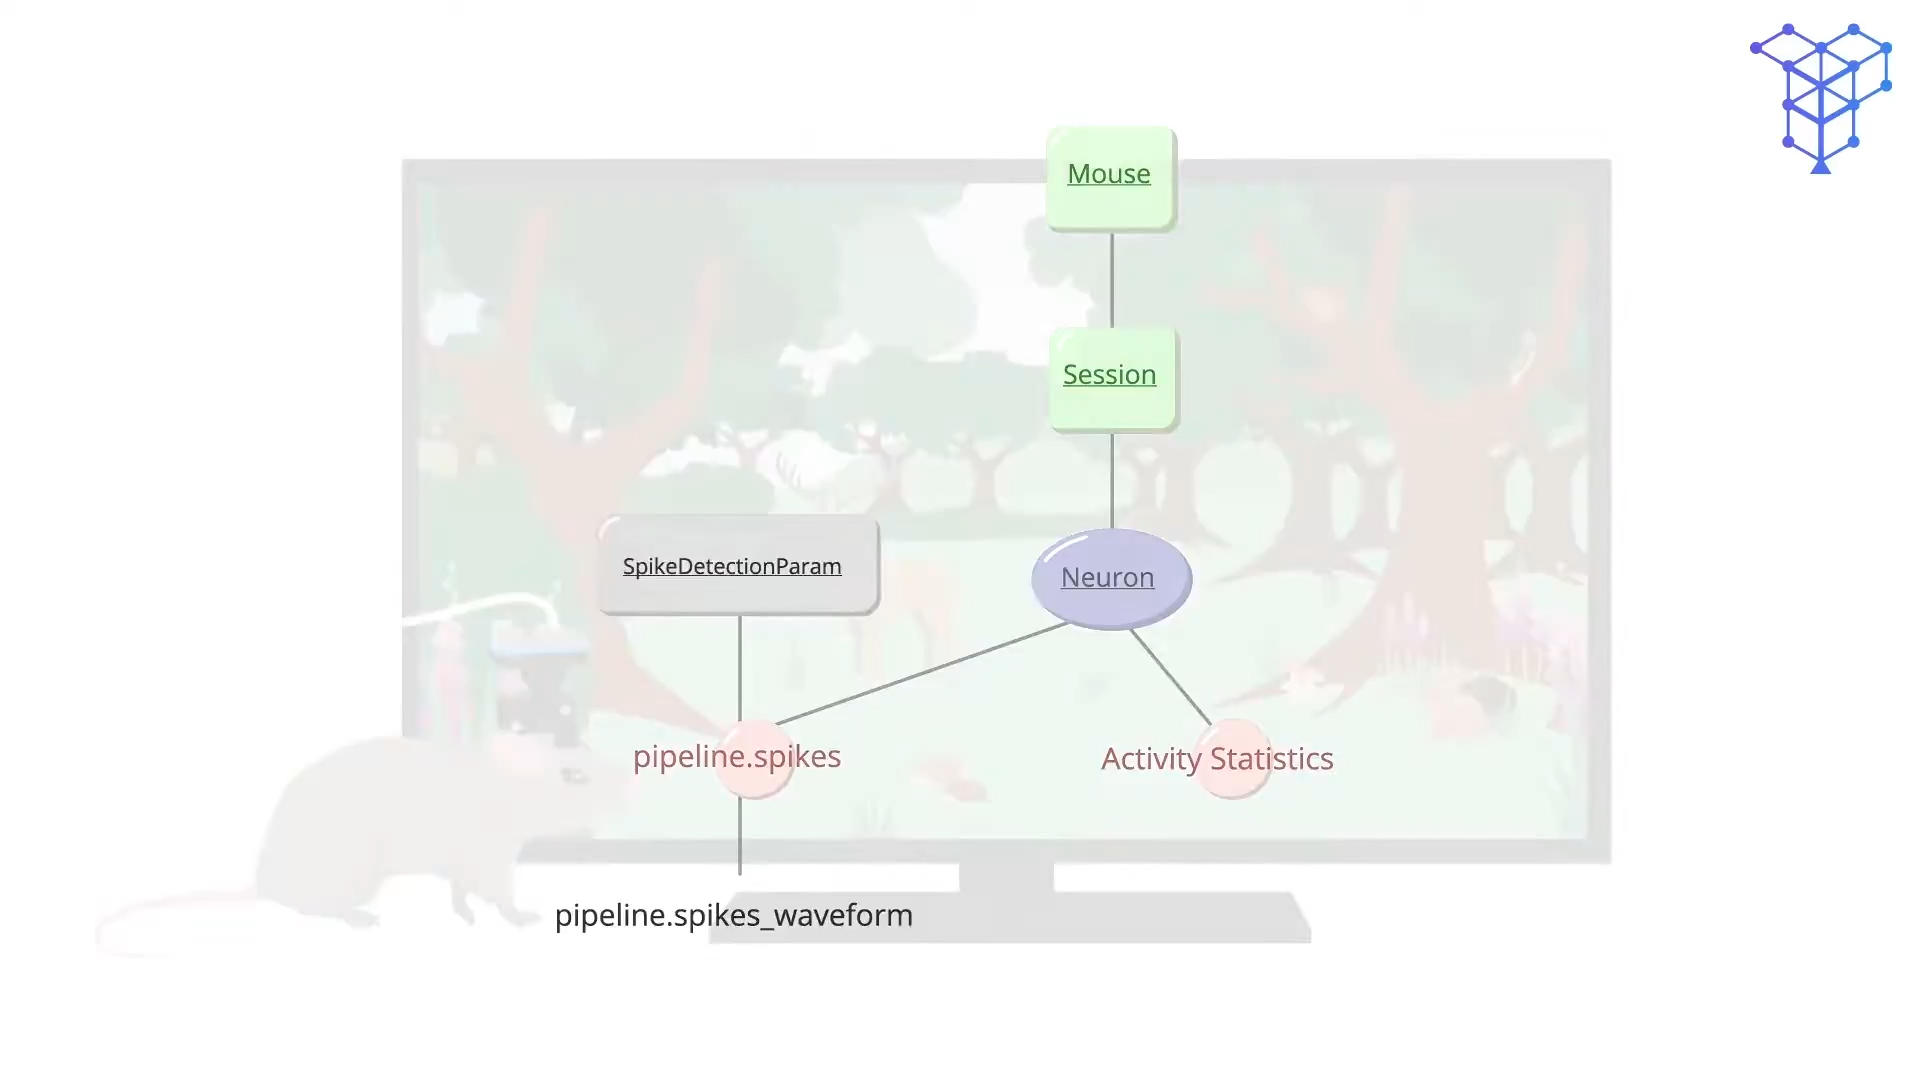 Mouse
Session
SpikeDetectionParam
Neuron
pipeline.spikes
Activity Statistics
pipeline.spikes_waveform